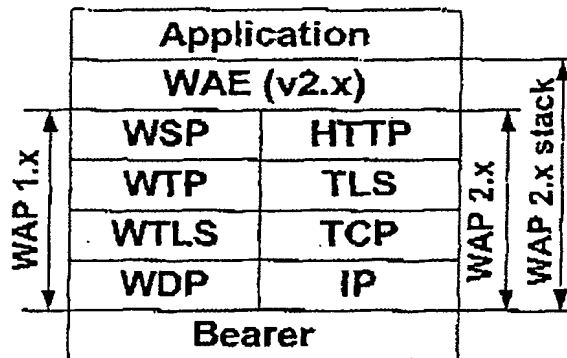 Application
WAE (v2.x)
WSP HTTP
WTP TLS
WTLS TCP
WDP IP
Bearer
WAP 1.x
WAP 2.x
WAP 2.x stack